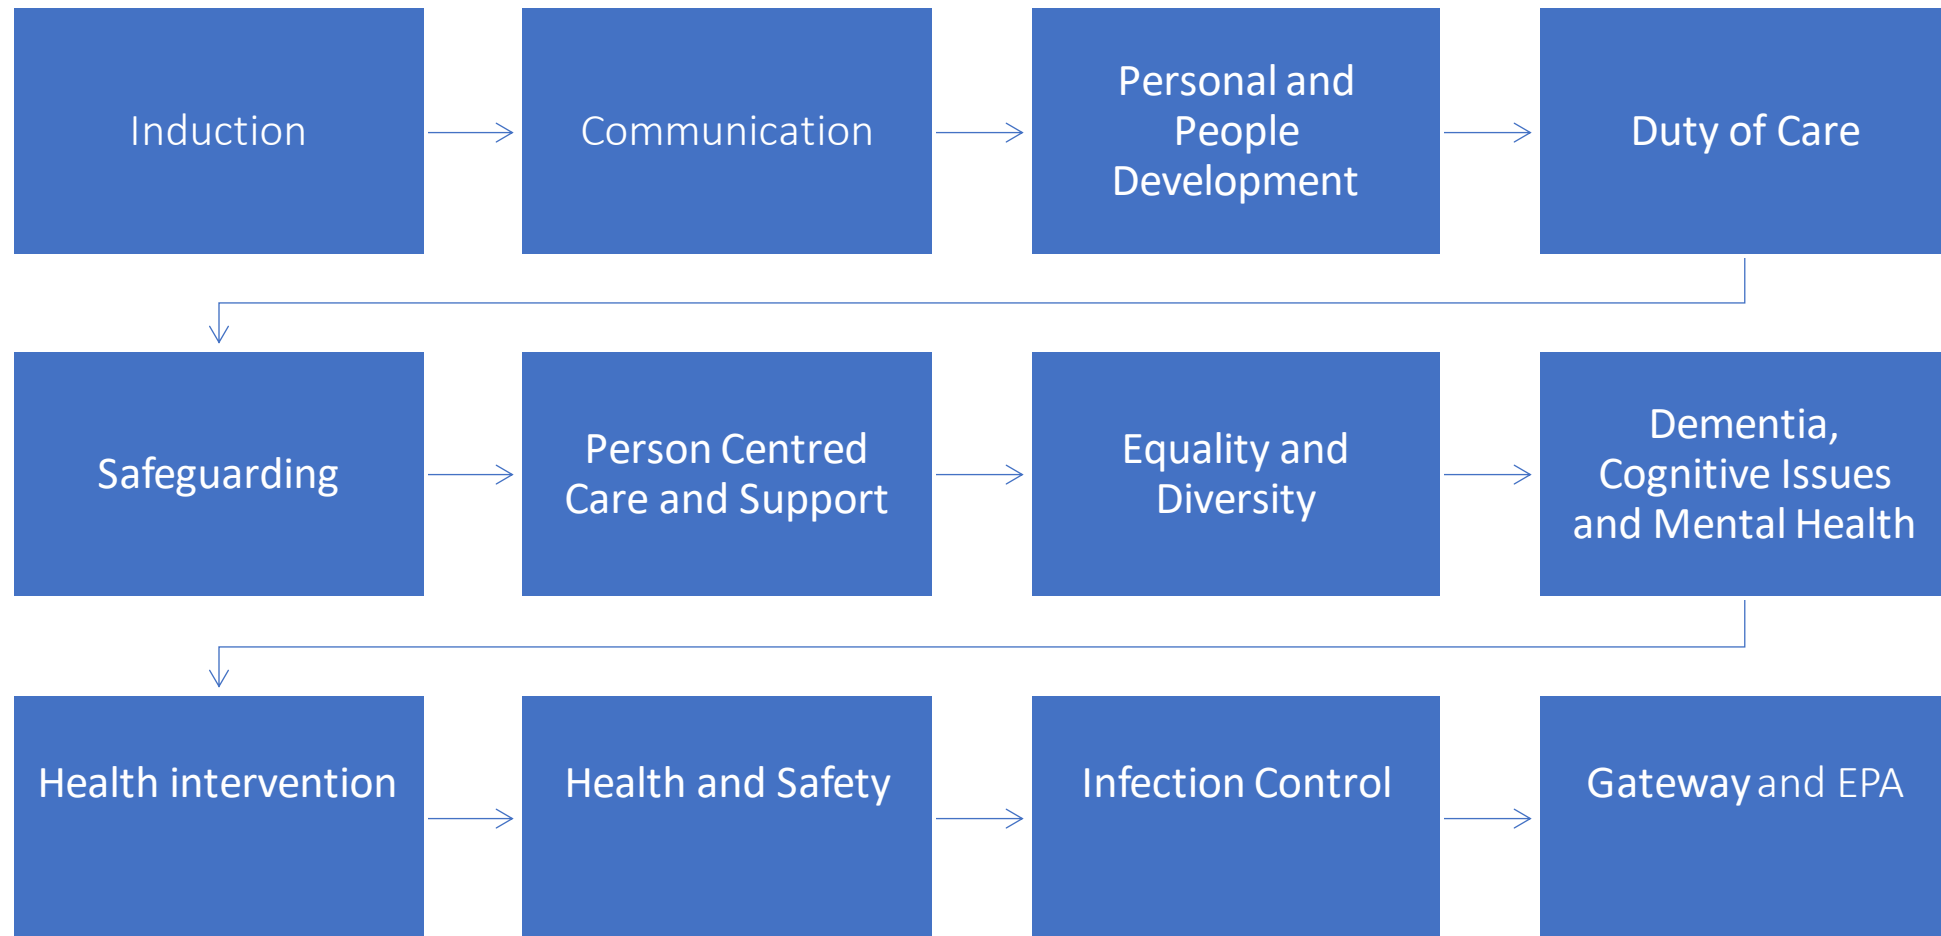 Induction
Communication
Personal and
People
Development
Duty of Care
Safeguarding
Person Centred
Care and Support
Equality and
Diversity
Dementia,
Cognitive Issues
and Mental Health
Health intervention
Health and Safety
Infection Control
Gateway and EPA